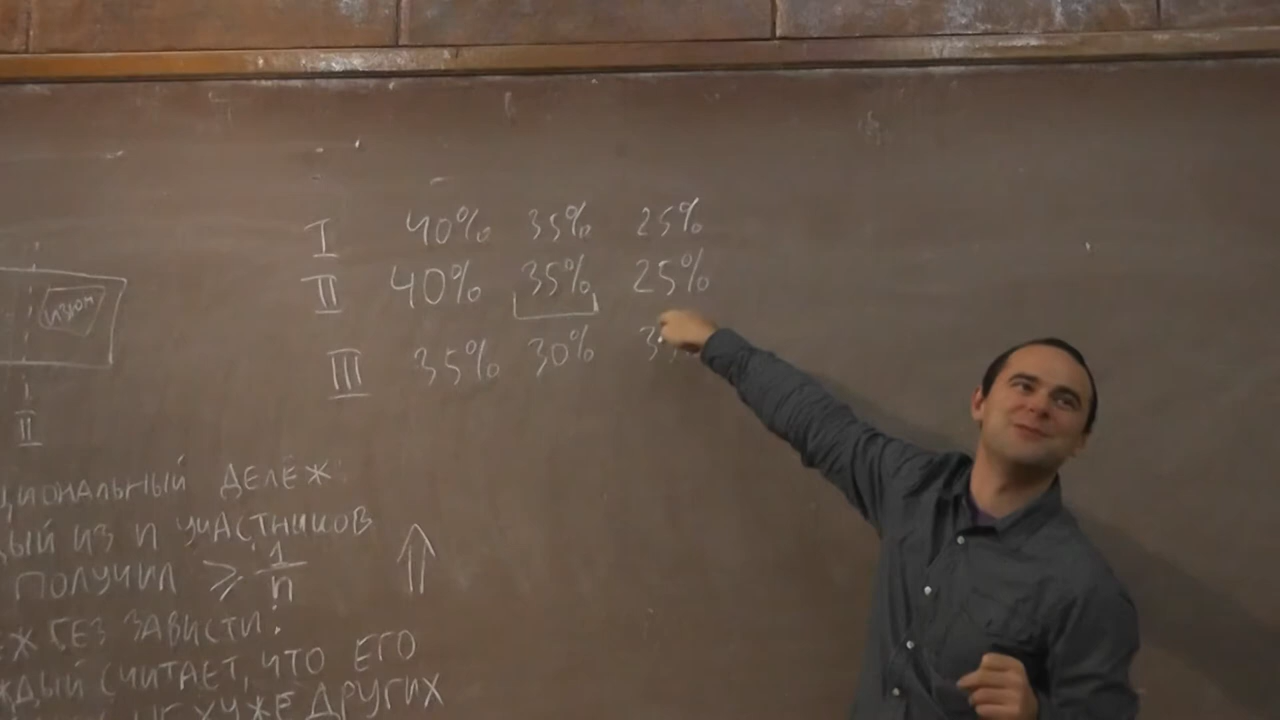 I 40% 35% 25%
II 40% 35% 25%
III 35% 30%
изюм
II
ДЕЛЁЖ:
ИЗ n УЧАСТНИКОВ
ПОЛУЧИЛ ≥ 1/n
БЕЗ ЗАВИСТИ:
СЧИТАЕТ, ЧТО ЕГО
НЕ ХУЖЕ ДРУГИХ